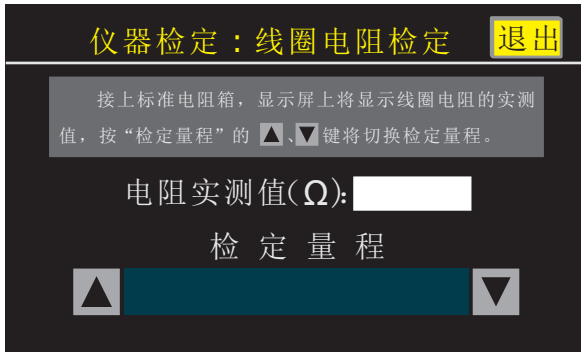 仪器检定：线圈电阻检定 退出
接上标准电阻箱，显示屏上将显示线圈电阻的实测
值，按“检定量程”的 ▲、▼ 键将切换检定量程。
电阻实测值(Ω):
检定量程
▲ ▼